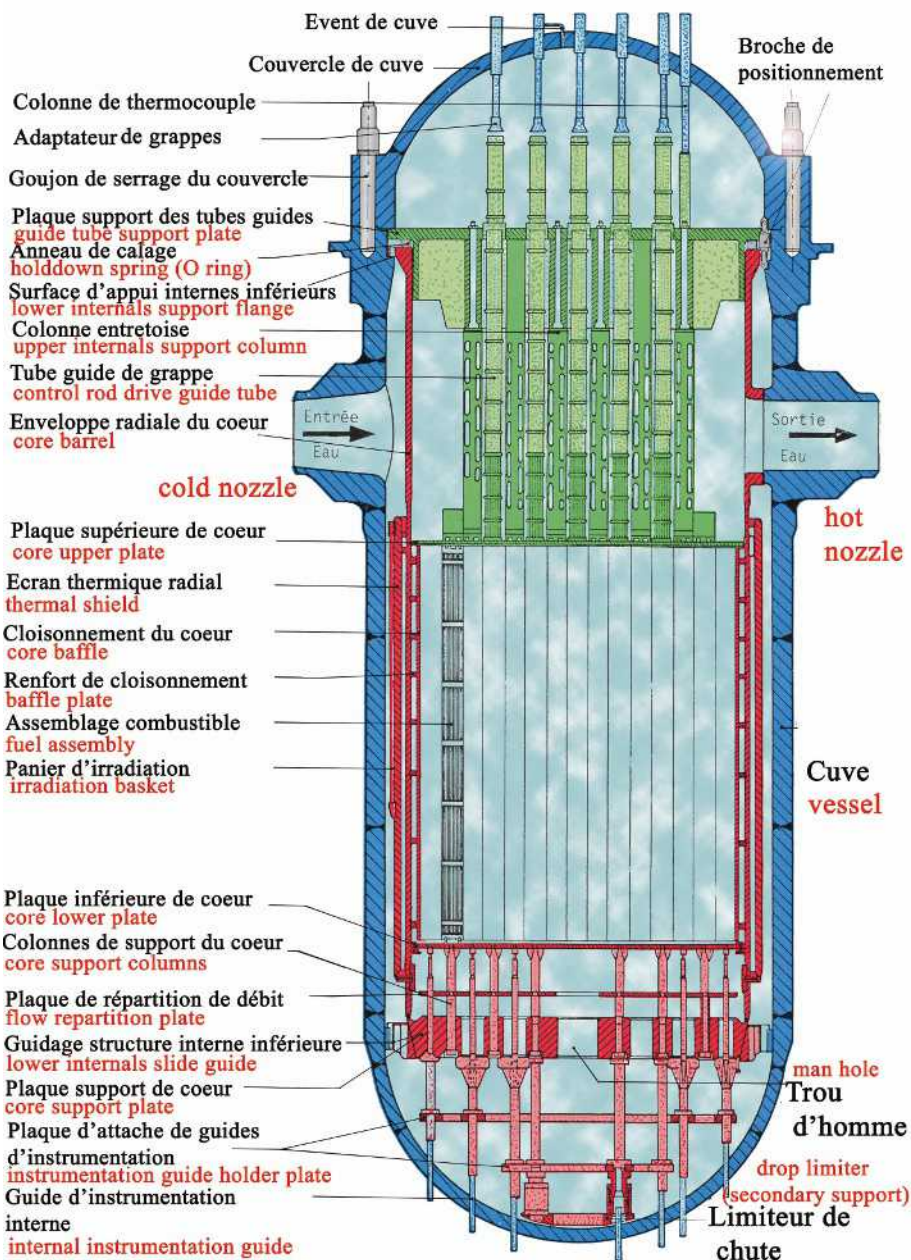 Event de cuve
Couvercle de cuve
Broche de
positionnement
Colonne de thermocouple
Adaptateur de grappes
Goujon de serrage du couvercle
Plaque support des tubes guides
guide tube support plate
Anneau de calage
holddown spring (O ring)
Surface d'appui internes inférieurs
lower internals support flange
Colonne entretoise
upper internals support column
Tube guide de grappe
control rod drive guide tube
Enveloppe radiale du coeur
core barrel
Entrée
Eau
cold nozzle
Sortie
Eau
hot
nozzle
Plaque supérieure de coeur
core upper plate
Ecran thermique radial
thermal shield
Cloisonnement du coeur
core baffle
Renfort de cloisonnement
baffle plate
Assemblage combustible
fuel assembly
Panier d'irradiation
irradiation basket
Cuve
vessel
Plaque inférieure de coeur
core lower plate
Colonnes de support du coeur
core support columns
Plaque de répartition de débit
flow repartition plate
Guidage structure interne inférieure
lower internals slide guide
Plaque support de coeur
core support plate
Plaque d'attache de guides
d'instrumentation
instrumentation guide holder plate
Guide d'instrumentation
interne
internal instrumentation guide
man hole
Trou
d'homme
drop limiter
(secondary support)
Limiteur de
chute